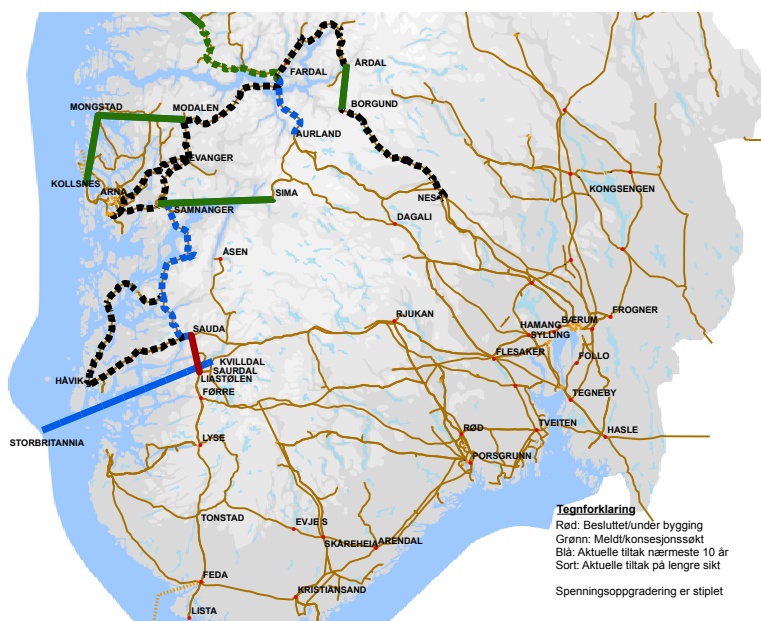 ÅRDAL
FARDAL
BORGUND
MONGSTAD
MODALEN
AURLAND
EVANGER
KOLLSNES
ARNA
SIMA
NES
KONGSENGEN
SAMNANGER
DAGALI
ÅSEN
RJUKAN
FROGNER
BÆRUM
HAMANG
SYLLING
SAUDA
KVILLDAL
FLESAKER
FOLLO
SAURDAL
HÅVIK
LIASTØLEN
FØRRE
TEGNEBY
STORBRITANNIA
LYSE
RØD
TVEITEN
HASLE
PORSGRUNN
TONSTAD
EVJE S
SKÅREHEIA
ARENDAL
FEDA
KRISTIANSAND
LISTA
Tegnforklaring
Rød: Besluttet/under bygging
Grønn: Meldt/konsesjonssøkt
Blå: Aktuelle tiltak nærmeste 10 år
Sort: Aktuelle tiltak på lengre sikt
Spenningsoppgradering er stiplet